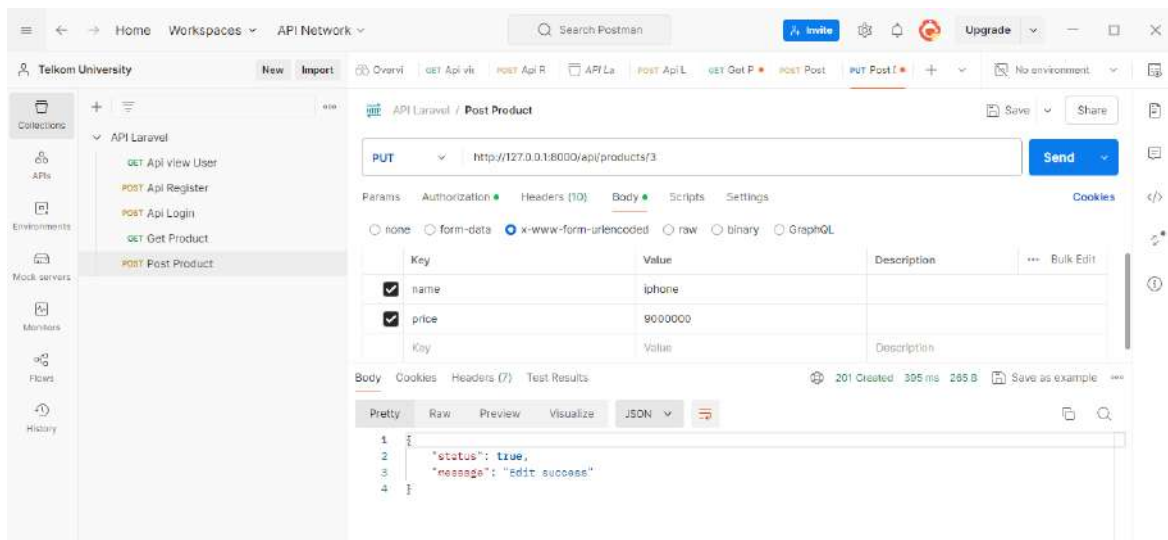 Home Workspaces API Network Search Postman Invite Upgrade
Telkom University New Import Overvi GET Api vie POST Api R API La POST Api L GET Get P POST Post PUT Post No environment
Collections
APIs
Environments
Mock servers
Monitors
Flows
History
API Laravel
GET Api view User
POST Api Register
POST Api Login
GET Get Product
POST Post Product
API Laravel / Post Product Save Share
PUT http://127.0.0.1:8000/api/products/3 Send
Params Authorization Headers (10) Body Scripts Settings Cookies
none form-data x-www-form-urlencoded raw binary GraphQL
Key Value Description Bulk Edit
name iphone
price 9000000
Key Value Description
Body Cookies Headers (7) Test Results 201 Created 395 ms 265 B Save as example
Pretty Raw Preview Visualize JSON
1 {
2 "status": true,
3 "message": "Edit success"
4 }